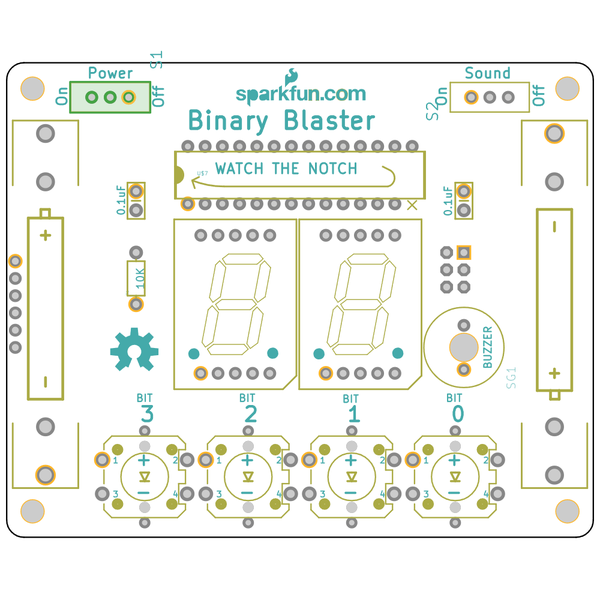 S1
Power
On
Off
sparkfun.com
Binary Blaster
Sound
S2
On
Off
U$7
WATCH THE NOTCH
0.1uF
0.1uF
+
-
-
+
10K
BUZZER
SG1
BIT
3
BIT
2
BIT
1
BIT
0
1 + 2
3 - 4
1 + 2
3 - 4
1 + 2
3 - 4
1 + 2
3 - 4